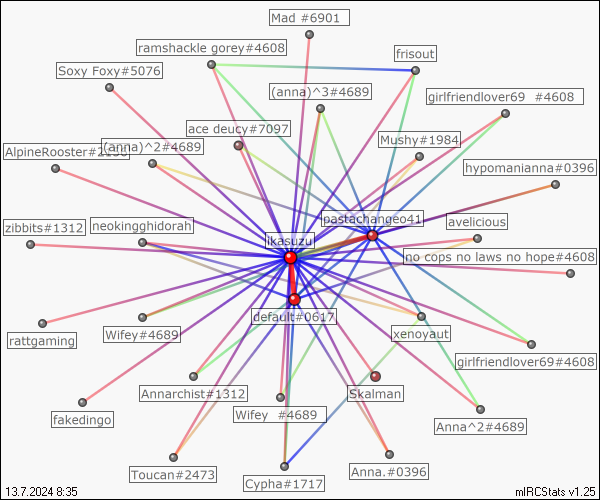 Mad #6901
ramshackle gorey#4608
frisout
Soxy Foxy#5076
(anna)^3#4689
girlfriendlover69 #4608
ace deucy#7097
Mushy#1984
(anna)^2#4689
hypomanianna#0396
pastachangeo41
zibbits#1312
neokingghidorah
avelicious
ikasuzu
no cops no laws no hope#4608
default#0617
rattgaming
Wifey#4689
xenoyaut
girlfriendlover69#4608
Annarchist#1312
Skalman
fakedingo
Wifey #4689
Anna^2#4689
Toucan#2473
Cypha#1717
Anna.#0396
13.7.2024 8:35
mIRCStats v1.25